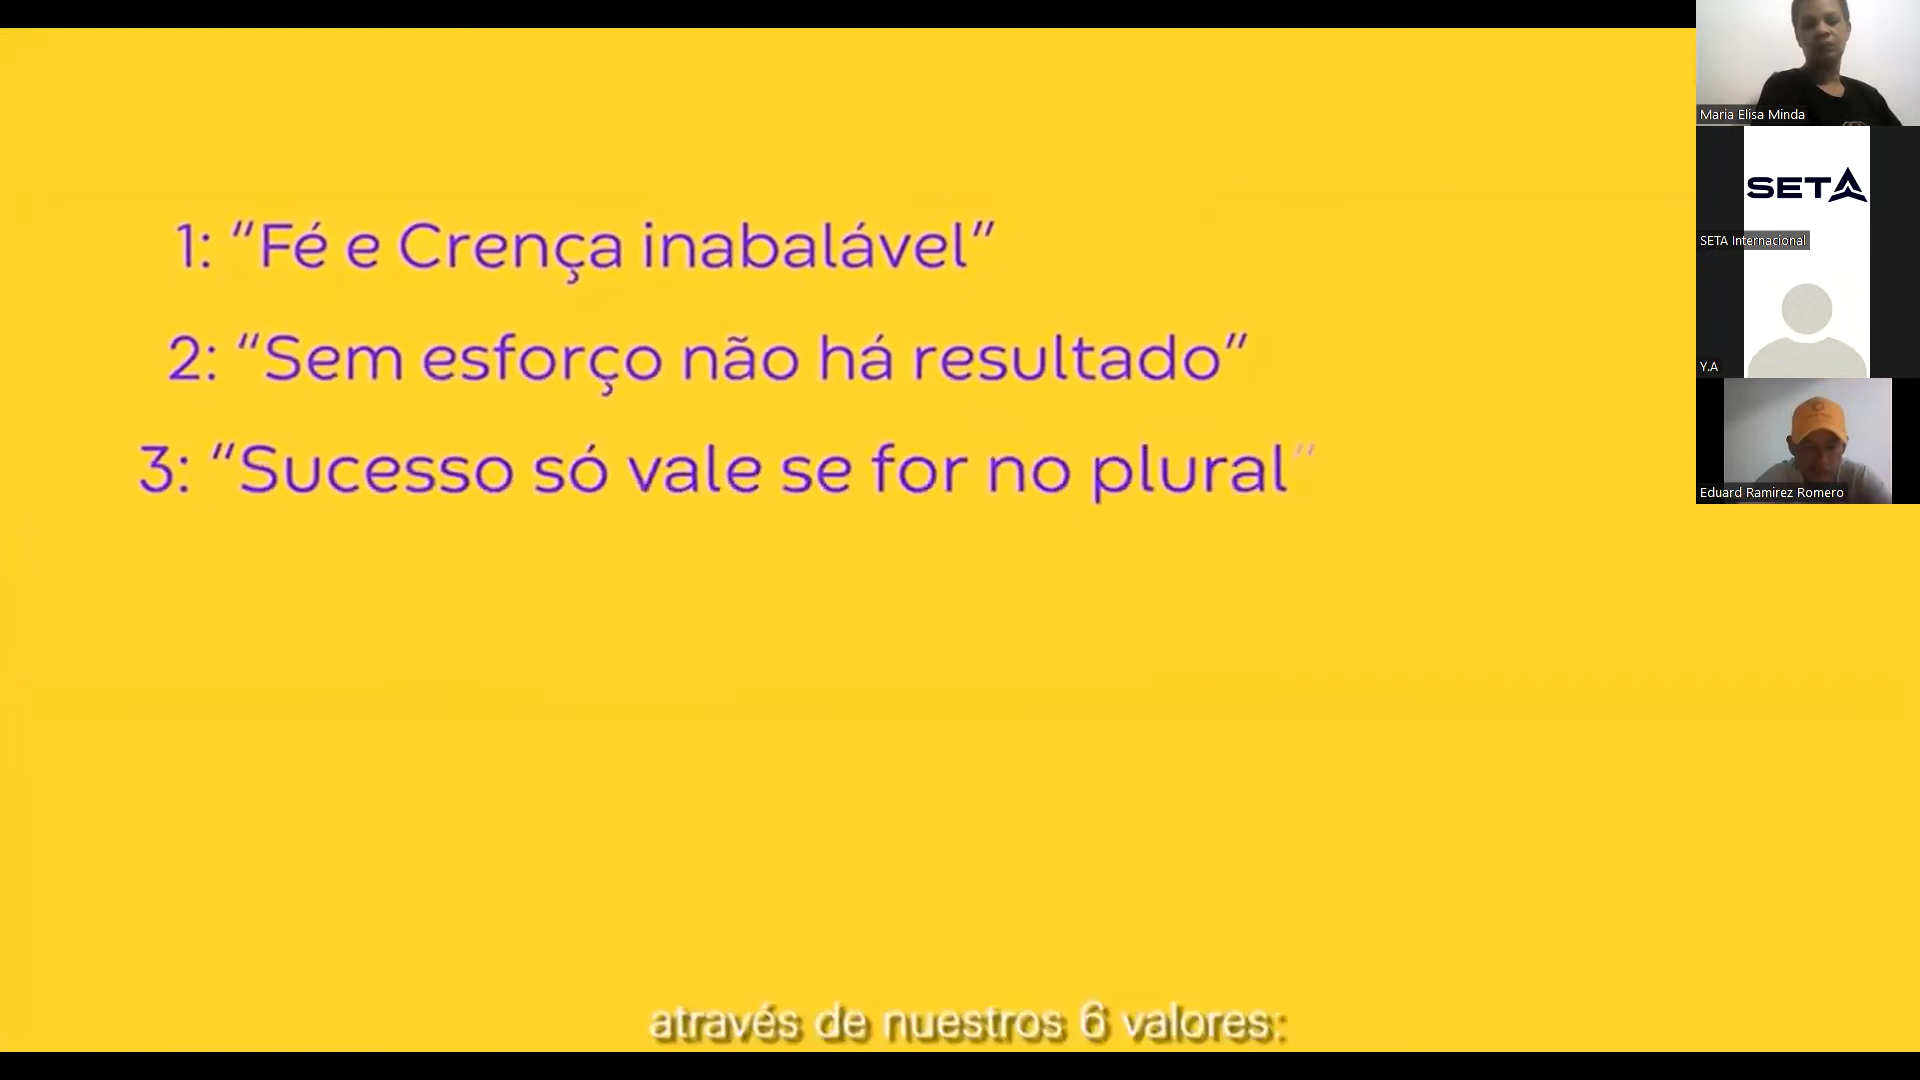 1: “Fé e Crença inabalável”
2: “Sem esforço não há resultado”
3: “Sucesso só vale se for no plural”
através de nuestros 6 valores:
Maria Elisa Minda
SETA
SETA Internacional
Y.A
Eduard Ramirez Romero